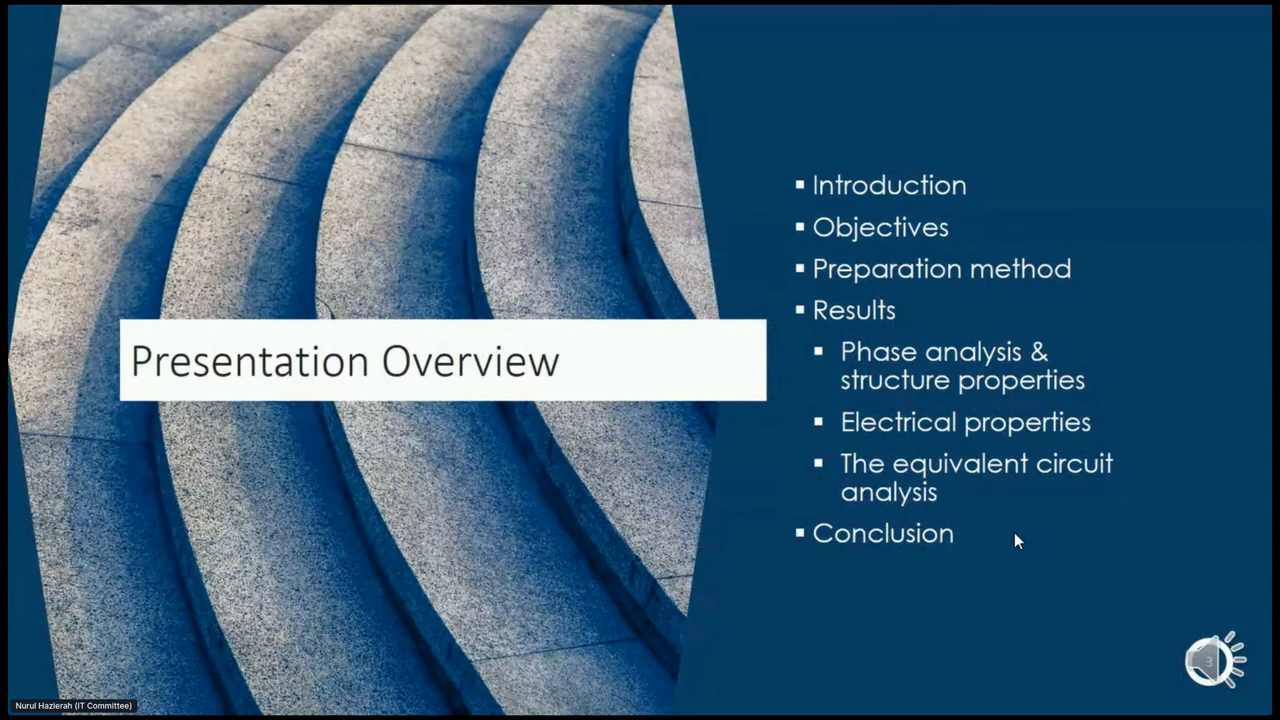 Presentation Overview
▪ Introduction
▪ Objectives
▪ Preparation method
▪ Results
▪ Phase analysis &
structure properties
▪ Electrical properties
▪ The equivalent circuit
analysis
▪ Conclusion
3
Nurul Hazierah (IT Committee)